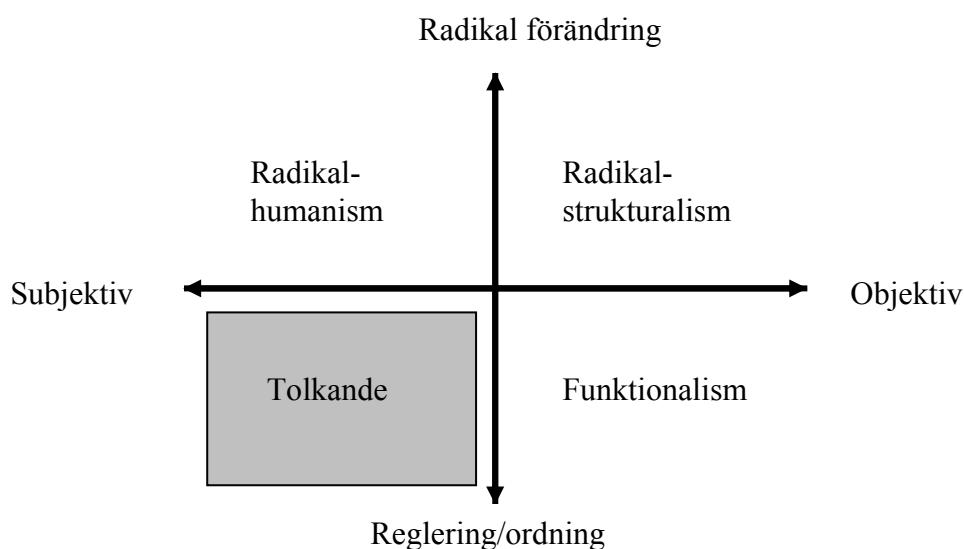 Radikal förändring
Radikal-
humanism
Radikal-
strukturalism
Subjektiv
Objektiv
Tolkande
Funktionalism
Reglering/ordning